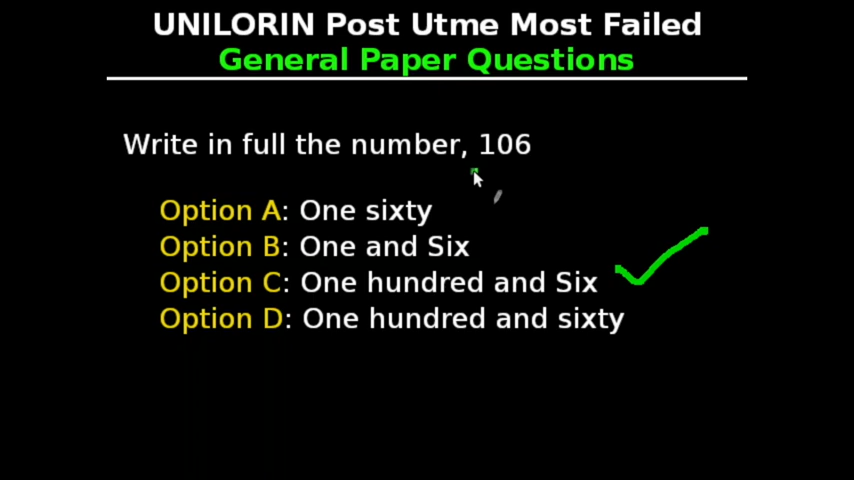 UNILORIN Post Utme Most Failed
General Paper Questions
Write in full the number, 106
Option A: One sixty
Option B: One and Six
Option C: One hundred and Six
Option D: One hundred and sixty